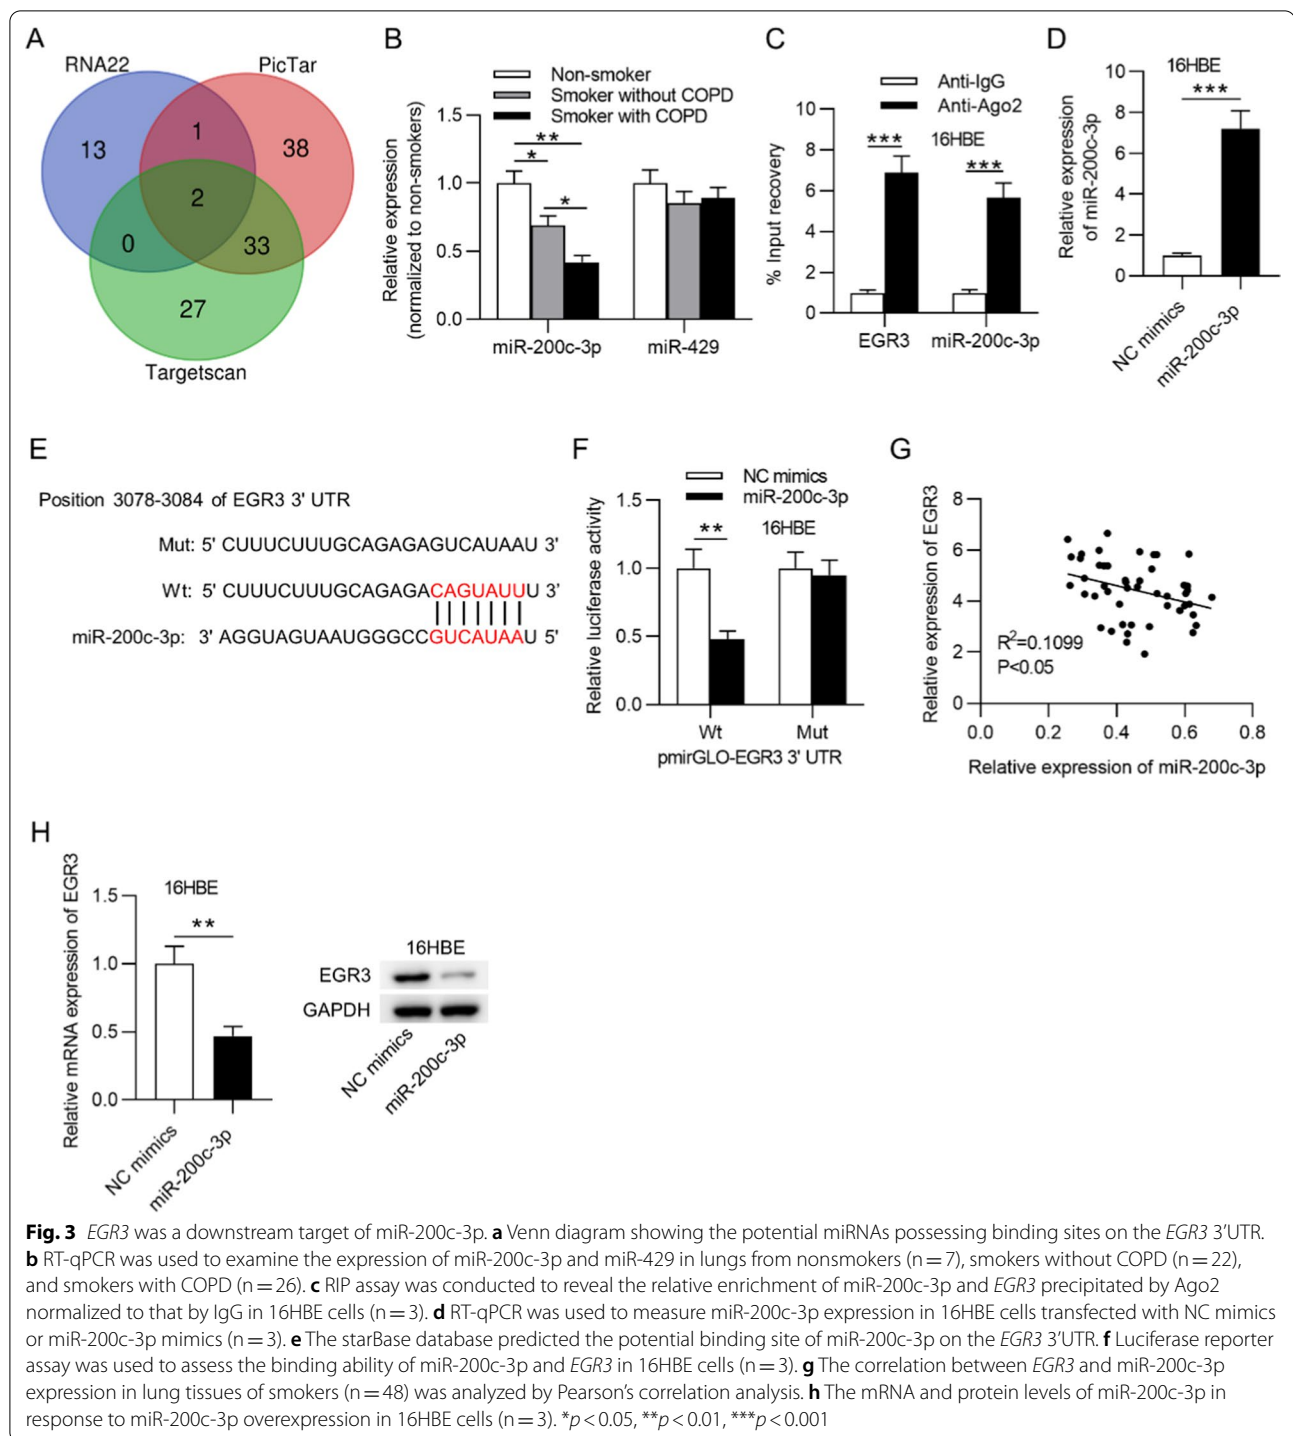 A
RNA22
PicTar
13
1
38
2
0
33
27
Targetscan
B
Non-smoker
Smoker without COPD
Smoker with COPD
Relative expression
(normalized to non-smokers)
1.5
1.0
0.5
0.0
**
*
*
miR-200c-3p
miR-429
C
Anti-IgG
Anti-Ago2
% Input recovery
10
8
6
4
2
0
16HBE
***
***
EGR3
miR-200c-3p
D
16HBE
Relative expression
of miR-200c-3p
10
8
6
4
2
0
***
NC mimics
miR-200c-3p
E
Position 3078-3084 of EGR3 3' UTR
Mut: 5' CUUUCUUUGCAGAGAGUCAUAAU 3'
Wt: 5' CUUUCUUUGCAGAGACAGUAUUU 3'
miR-200c-3p: 3' AGGUAGUAAUGGGCCGUCAUAAU 5'
F
NC mimics
miR-200c-3p
Relative luciferase activity
1.5
1.0
0.5
0.0
16HBE
**
Wt
Mut
pmirGLO-EGR3 3' UTR
G
Relative expression of EGR3
8
6
4
2
0
R2=0.1099
P<0.05
0.0
0.2
0.4
0.6
0.8
Relative expression of miR-200c-3p
H
16HBE
Relative mRNA expression of EGR3
1.5
1.0
0.5
0.0
**
NC mimics
miR-200c-3p
16HBE
EGR3
GAPDH
NC mimics
miR-200c-3p
Fig. 3 EGR3 was a downstream target of miR-200c-3p. a Venn diagram showing the potential miRNAs possessing binding sites on the EGR3 3′UTR.
b RT-qPCR was used to examine the expression of miR-200c-3p and miR-429 in lungs from nonsmokers (n = 7), smokers without COPD (n = 22),
and smokers with COPD (n = 26). c RIP assay was conducted to reveal the relative enrichment of miR-200c-3p and EGR3 precipitated by Ago2
normalized to that by IgG in 16HBE cells (n = 3). d RT-qPCR was used to measure miR-200c-3p expression in 16HBE cells transfected with NC mimics
or miR-200c-3p mimics (n = 3). e The starBase database predicted the potential binding site of miR-200c-3p on the EGR3 3′UTR. f Luciferase reporter
assay was used to assess the binding ability of miR-200c-3p and EGR3 in 16HBE cells (n = 3). g The correlation between EGR3 and miR-200c-3p
expression in lung tissues of smokers (n = 48) was analyzed by Pearson's correlation analysis. h The mRNA and protein levels of miR-200c-3p in
response to miR-200c-3p overexpression in 16HBE cells (n = 3). *p < 0.05, **p < 0.01, ***p < 0.001